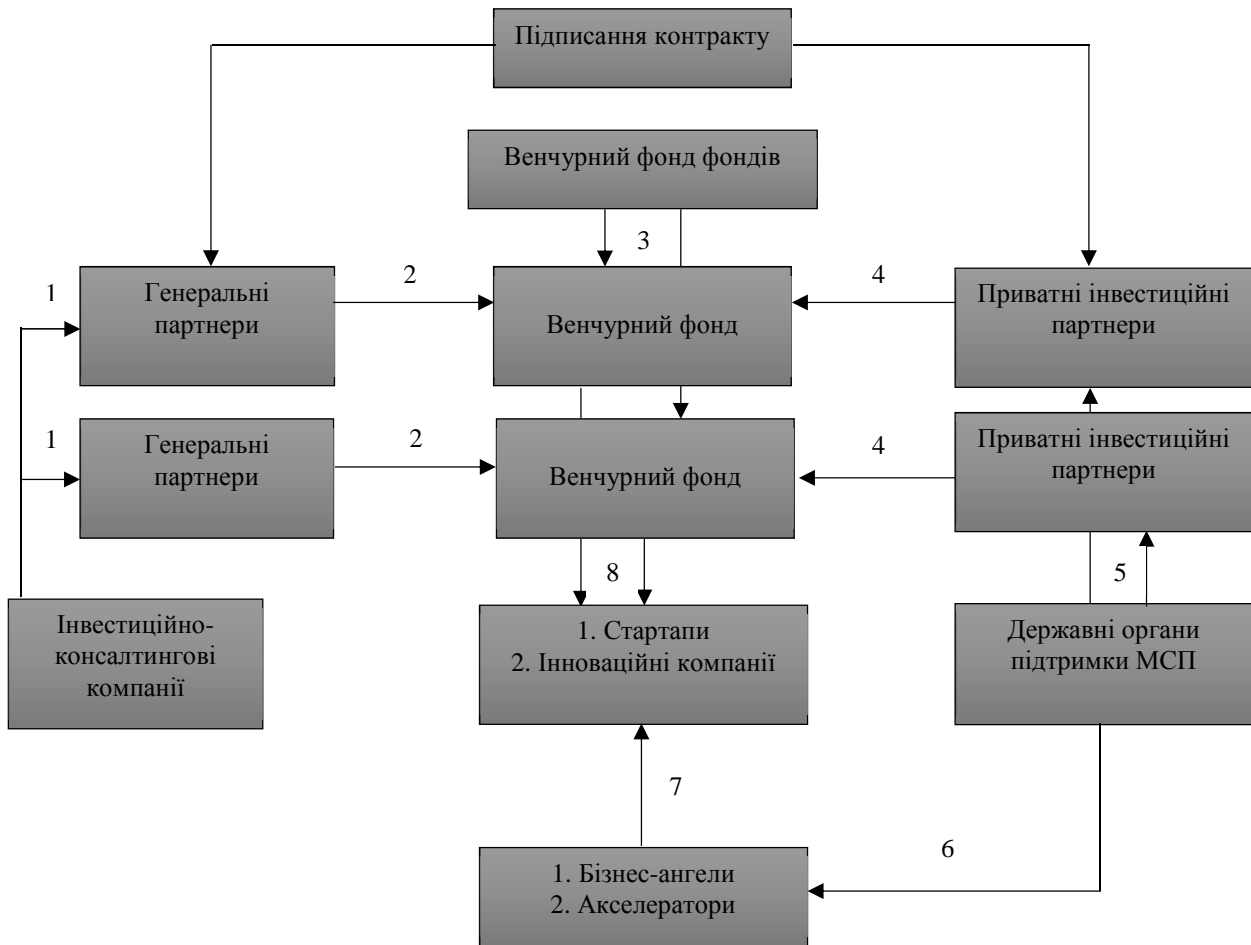 Підписання контракту
Венчурний фонд фондів
3
1
Генеральні
партнери
2
Венчурний фонд
4
Приватні інвестиційні
партнери
1
Генеральні
партнери
2
Венчурний фонд
4
Приватні інвестиційні
партнери
8
5
Інвестиційно-
консалтингові
компанії
1. Стартапи
2. Інноваційні компанії
Державні органи
підтримки МСП
7
6
1. Бізнес-ангели
2. Акселератори